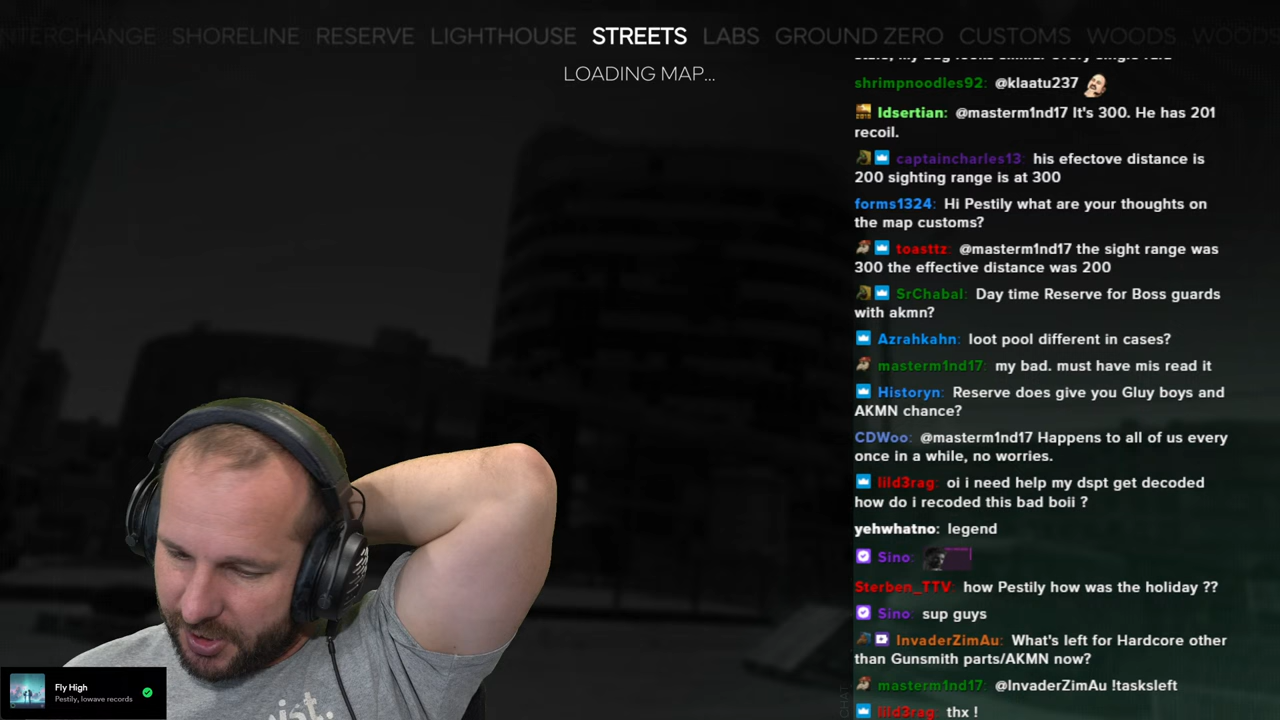 INTERCHANGE SHORELINE RESERVE LIGHTHOUSE STREETS LABS GROUND ZERO CUSTOMS WOODS WOODS
LOADING MAP...
shrimpnoodles92: @klaatu237
Idsertian: @masterm1nd17 It's 300. He has 201
recoil.
captaincharles13: his efectove distance is
200 sighting range is at 300
forms1324: Hi Pestily what are your thoughts on
the map customs?
toasttz: @masterm1nd17 the sight range was
300 the effective distance was 200
SrChabal: Day time Reserve for Boss guards
with akmn?
Azrahkahn: loot pool different in cases?
masterm1nd17: my bad. must have mis read it
Historyn: Reserve does give you Gluy boys and
AKMN chance?
CDWoo: @masterm1nd17 Happens to all of us every
once in a while, no worries.
lild3rag: oi i need help my dspt get decoded
how do i recoded this bad boii ?
yehwhatno: legend
Sino:
Sterben_TTV: how Pestily how was the holiday ??
Sino: sup guys
InvaderZimAu: What's left for Hardcore other
than Gunsmith parts/AKMN now?
masterm1nd17: @InvaderZimAu !tasksleft
lild3rag: thx !
CHAT
Fly High
Pestily, lowave records